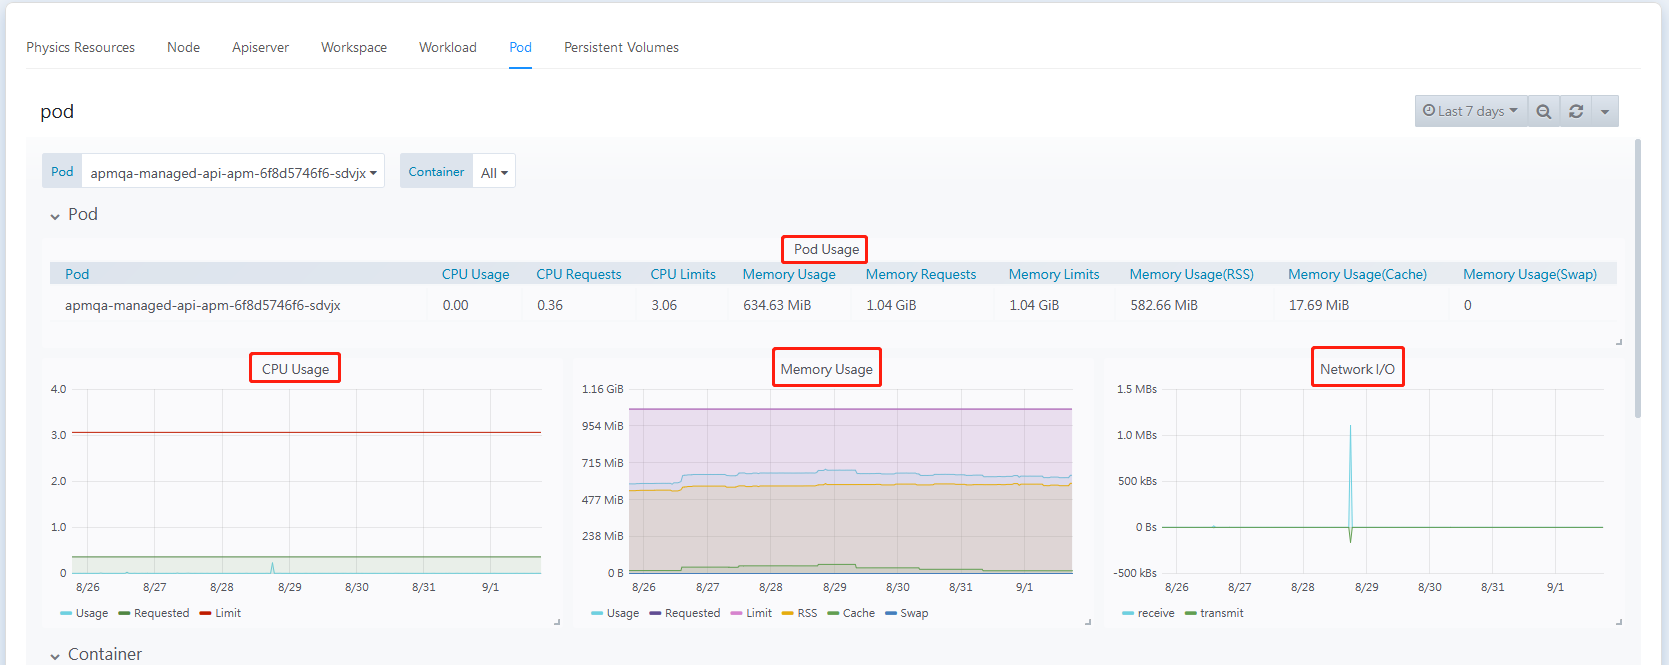 Physics Resources Node Apiserver Workspace Workload Pod Persistent Volumes
pod
Last 7 days
Pod apmqa-managed-api-apm-6f8d5746f6-sdvjx Container All
Pod
Pod Usage
Pod CPU Usage CPU Requests CPU Limits Memory Usage Memory Requests Memory Limits Memory Usage(RSS) Memory Usage(Cache) Memory Usage(Swap)
apmqa-managed-api-apm-6f8d5746f6-sdvjx 0.00 0.36 3.06 634.63 MiB 1.04 GiB 1.04 GiB 582.66 MiB 17.69 MiB 0
CPU Usage
4.0
3.0
2.0
1.0
0
8/26 8/27 8/28 8/29 8/30 8/31 9/1
Usage Requested Limit
Memory Usage
1.16 GiB
954 MiB
715 MiB
477 MiB
238 MiB
0 B
8/26 8/27 8/28 8/29 8/30 8/31 9/1
Usage Requested Limit RSS Cache Swap
Network I/O
1.5 MBs
1.0 MBs
500 kBs
0 Bs
-500 kBs
8/26 8/27 8/28 8/29 8/30 8/31 9/1
receive transmit
Container